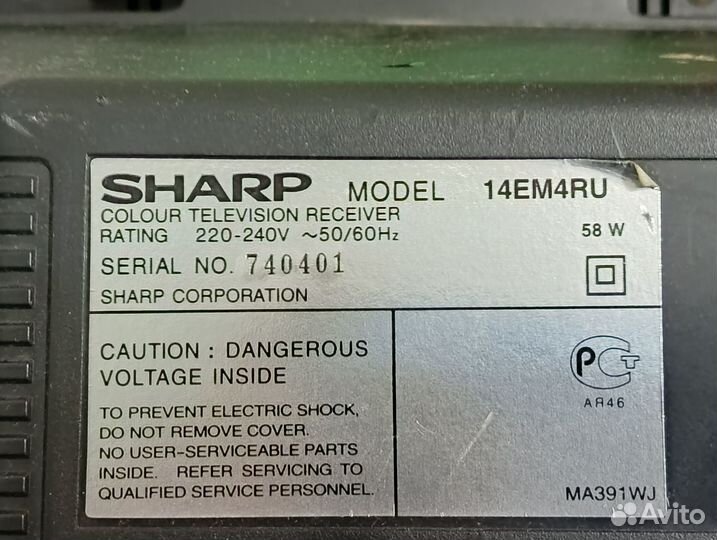 SHARP MODEL 14EM4RU
COLOUR TELEVISION RECEIVER
RATING 220-240V ~50/60Hz 58 W
SERIAL NO. 740401
SHARP CORPORATION
CAUTION : DANGEROUS
VOLTAGE INSIDE
TO PREVENT ELECTRIC SHOCK,
DO NOT REMOVE COVER.
NO USER-SERVICEABLE PARTS
INSIDE. REFER SERVICING TO
QUALIFIED SERVICE PERSONNEL.
РСТ
АЯ46
MA391WJ
Avito